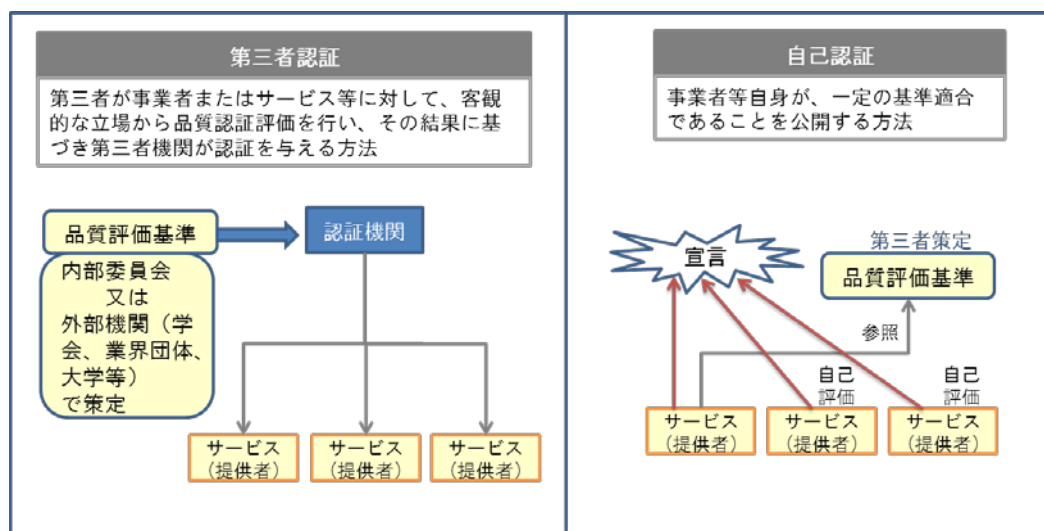 第三者認証
第三者が事業者またはサービス等に対して、客観
的な立場から品質認証評価を行い、その結果に基
づき第三者機関が認証を与える方法
品質評価基準
認証機関
内部委員会
又は
外部機関（学
会、業界団体、
大学等）
で策定
サービス
（提供者）
サービス
（提供者）
サービス
（提供者）
自己認証
事業者等自身が、一定の基準適合
であることを公開する方法
宣言
第三者策定
品質評価基準
参照
自己
評価
自己
評価
サービス
（提供者）
サービス
（提供者）
サービス
（提供者）